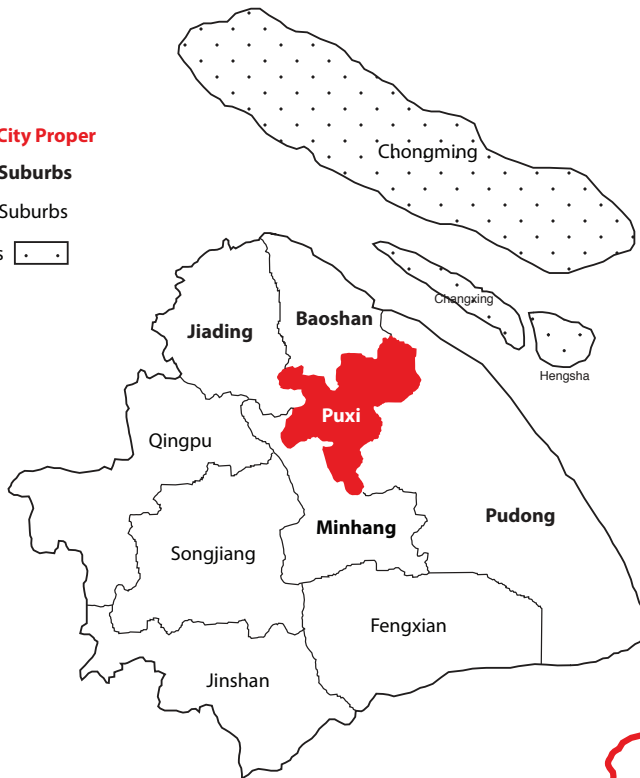 City Proper
Suburbs
Suburbs
s
Chongming
Changxing
Hengsha
Baoshan
Jiading
Puxi
Qingpu
Pudong
Minhang
Songjiang
Fengxian
Jinshan